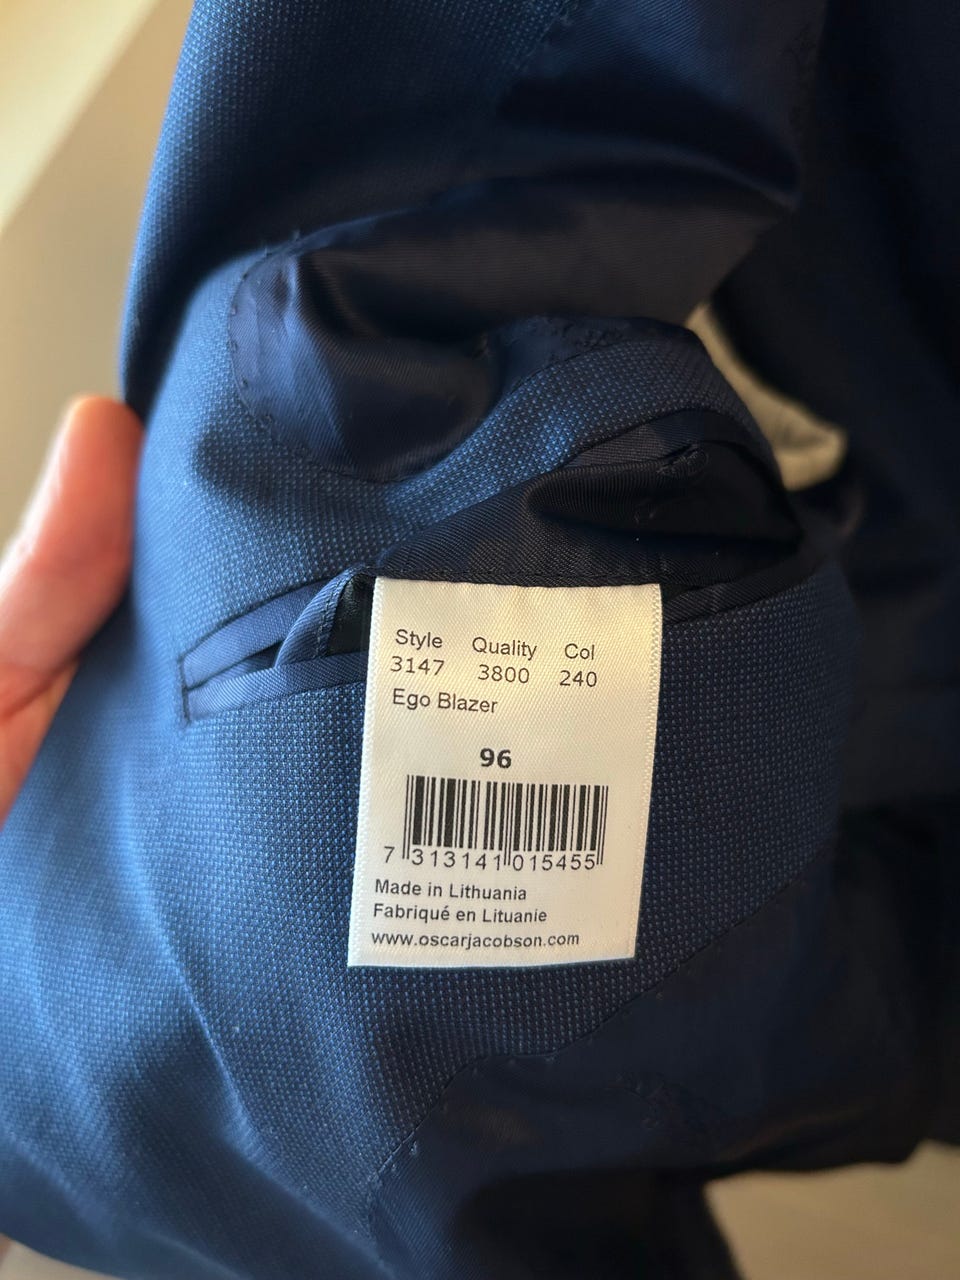 Style Quality Col
3147 3800 240
Ego Blazer
96
7 313141 015455
Made in Lithuania
Fabriqué en Lituanie
www.oscarjacobson.com